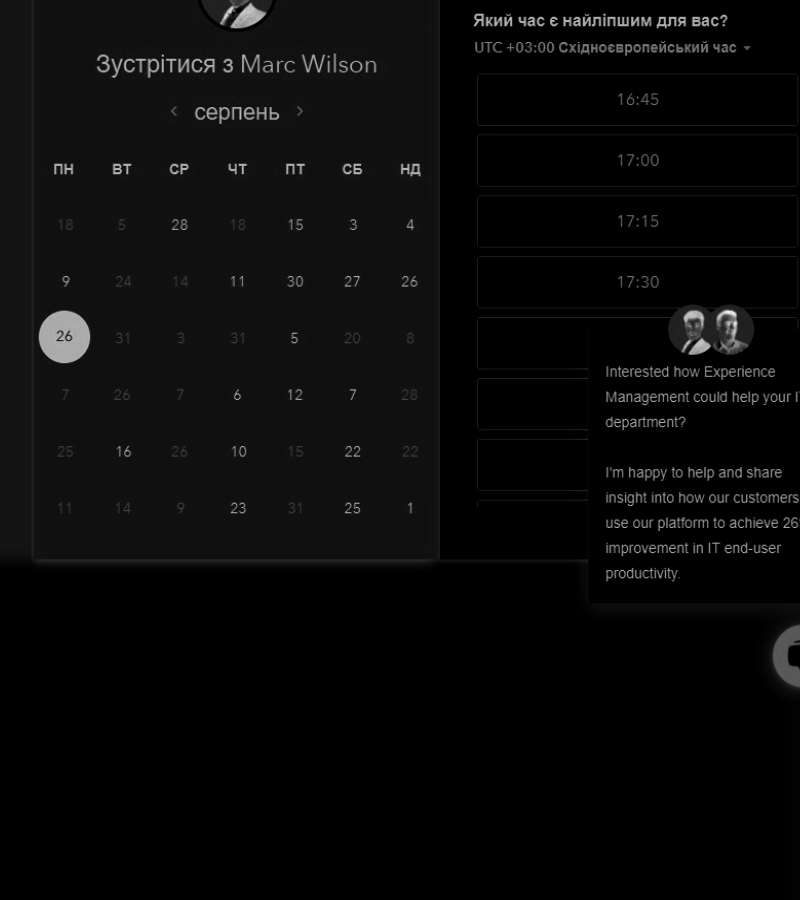 Зустрітися з Marc Wilson
серпень
ПН ВТ СР ЧТ ПТ СБ НД
18 5 28 18 15 3 4
9 24 14 11 30 27 26
26 31 3 31 5 20 8
7 26 7 6 12 7 28
25 16 26 10 15 22 22
11 14 9 23 31 25 1
Який час є найліпшим для вас?
UTC +03:00 Східноєвропейський час
16:45
17:00
17:15
17:30
Interested how Experience
Management could help your
department?
I'm happy to help and share
insight into how our customers
use our platform to achieve 26
improvement in IT end-user
productivity.